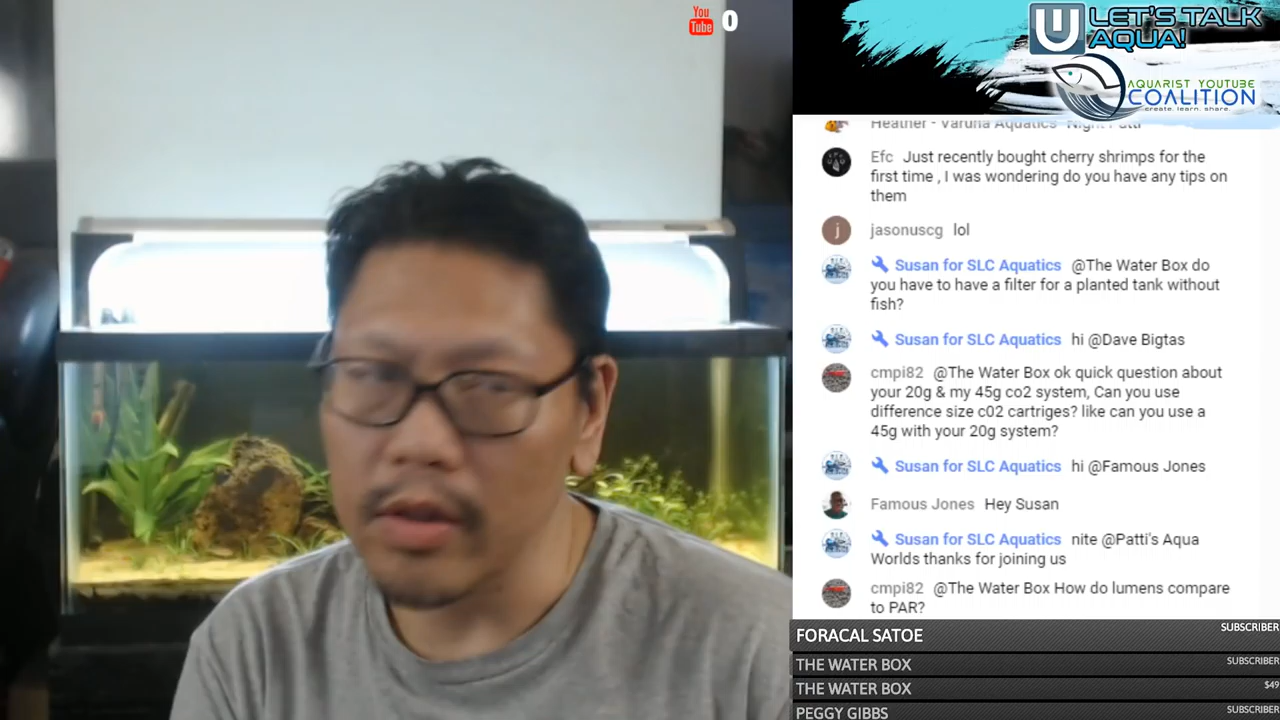 You
Tube
0
LET'S TALK
AQUA!
AQUARIST YOUTUBE
COALITION
create. learn. share.
Heather - Varuna Aquatics Night Patti
Efc Just recently bought cherry shrimps for the
first time , I was wondering do you have any tips on
them
j
jasonuscg lol
Susan for SLC Aquatics @The Water Box do
you have to have a filter for a planted tank without
fish?
Susan for SLC Aquatics hi @Dave Bigtas
cmpi82 @The Water Box ok quick question about
your 20g & my 45g co2 system, Can you use
difference size c02 cartriges? like can you use a
45g with your 20g system?
Susan for SLC Aquatics hi @Famous Jones
Famous Jones Hey Susan
Susan for SLC Aquatics nite @Patti's Aqua
Worlds thanks for joining us
cmpi82 @The Water Box How do lumens compare
to PAR?
FORACAL SATOE SUBSCRIBER
THE WATER BOX SUBSCRIBER
THE WATER BOX $49
PEGGY GIBBS SUBSCRIBER